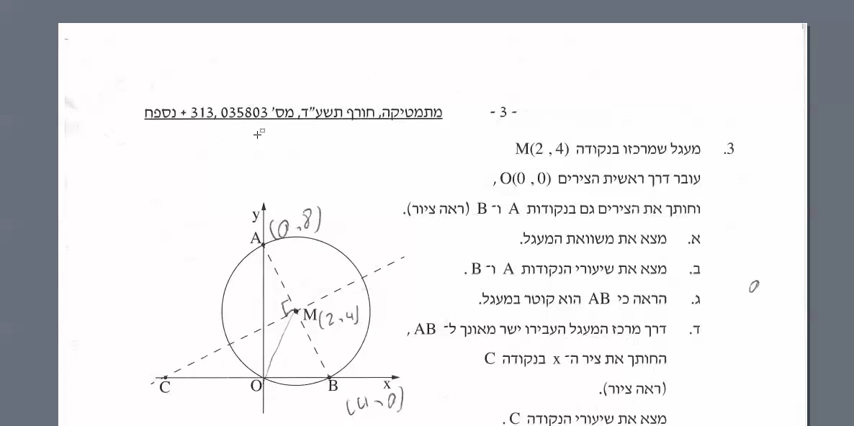 מתמטיקה, חורף תשע"ד, מס' 035803, 313 + נספח
- 3 -
3. מעגל שמרכזו בנקודה M(2 , 4)
עובר דרך ראשית הצירים O(0 , 0) ,
וחותך את הצירים גם בנקודות A ו־ B (ראה ציור).
א. מצא את משוואת המעגל.
ב. מצא את שיעורי הנקודות A ו־ B .
ג. הראה כי AB הוא קוטר במעגל.
ד. דרך מרכז המעגל העבירו ישר מאונך ל־ AB ,
החותך את ציר ה־ x בנקודה C
(ראה ציור).
מצא את שיעורי הנקודה C .
y
A (0,8)
M(2,4)
C O B x
(4,0)
0